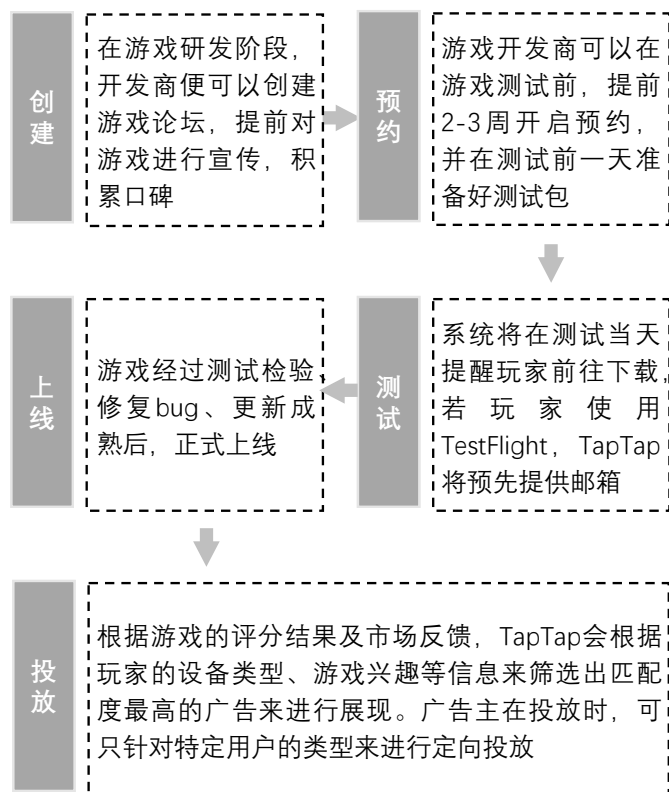 创建
在游戏研发阶段，
开发商便可以创建
游戏论坛，提前对
游戏进行宣传，积
累口碑
预约
游戏开发商可以在
游戏测试前，提前
2-3周开启预约，
并在测试前一天准
备好测试包
测试
系统将在测试当天
提醒玩家前往下载，
若玩家使用
TestFlight，TapTap
将预先提供邮箱
上线
游戏经过测试检验、
修复bug、更新成
熟后，正式上线
投放
根据游戏的评分结果及市场反馈，TapTap会根据
玩家的设备类型、游戏兴趣等信息来筛选出匹配
度最高的广告来进行展现。广告主在投放时，可
只针对特定用户的类型来进行定向投放